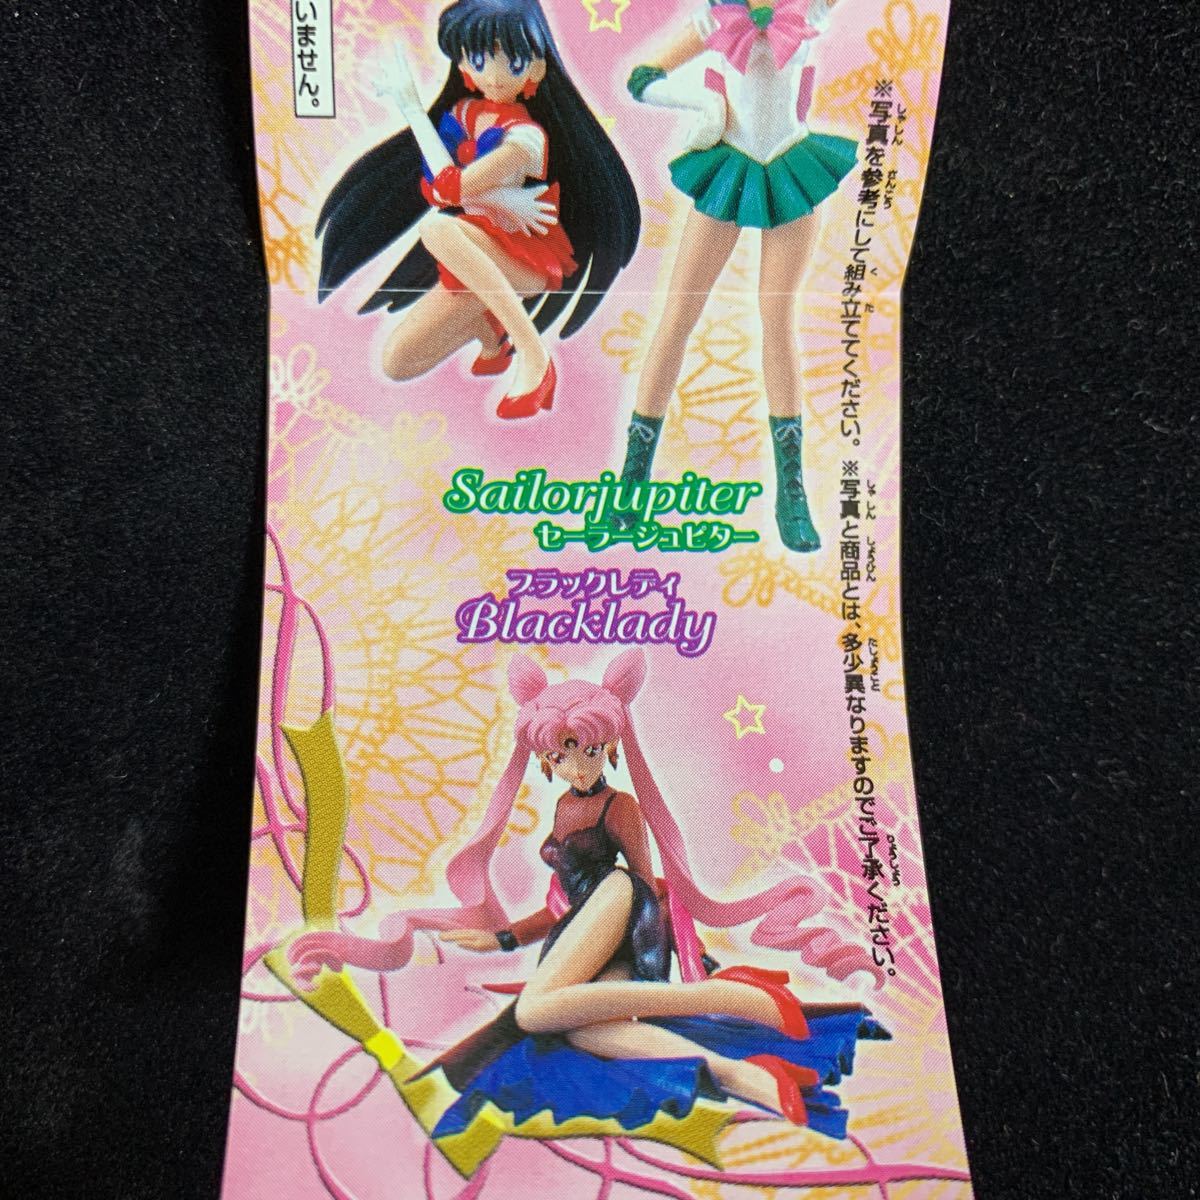 いません。
※写真を参考にして組み立ててください。※写真と商品とは、多少異なりますのでご了承ください。
Sailorjupiter
セーラージュピター
ブラックレディ
Blacklady